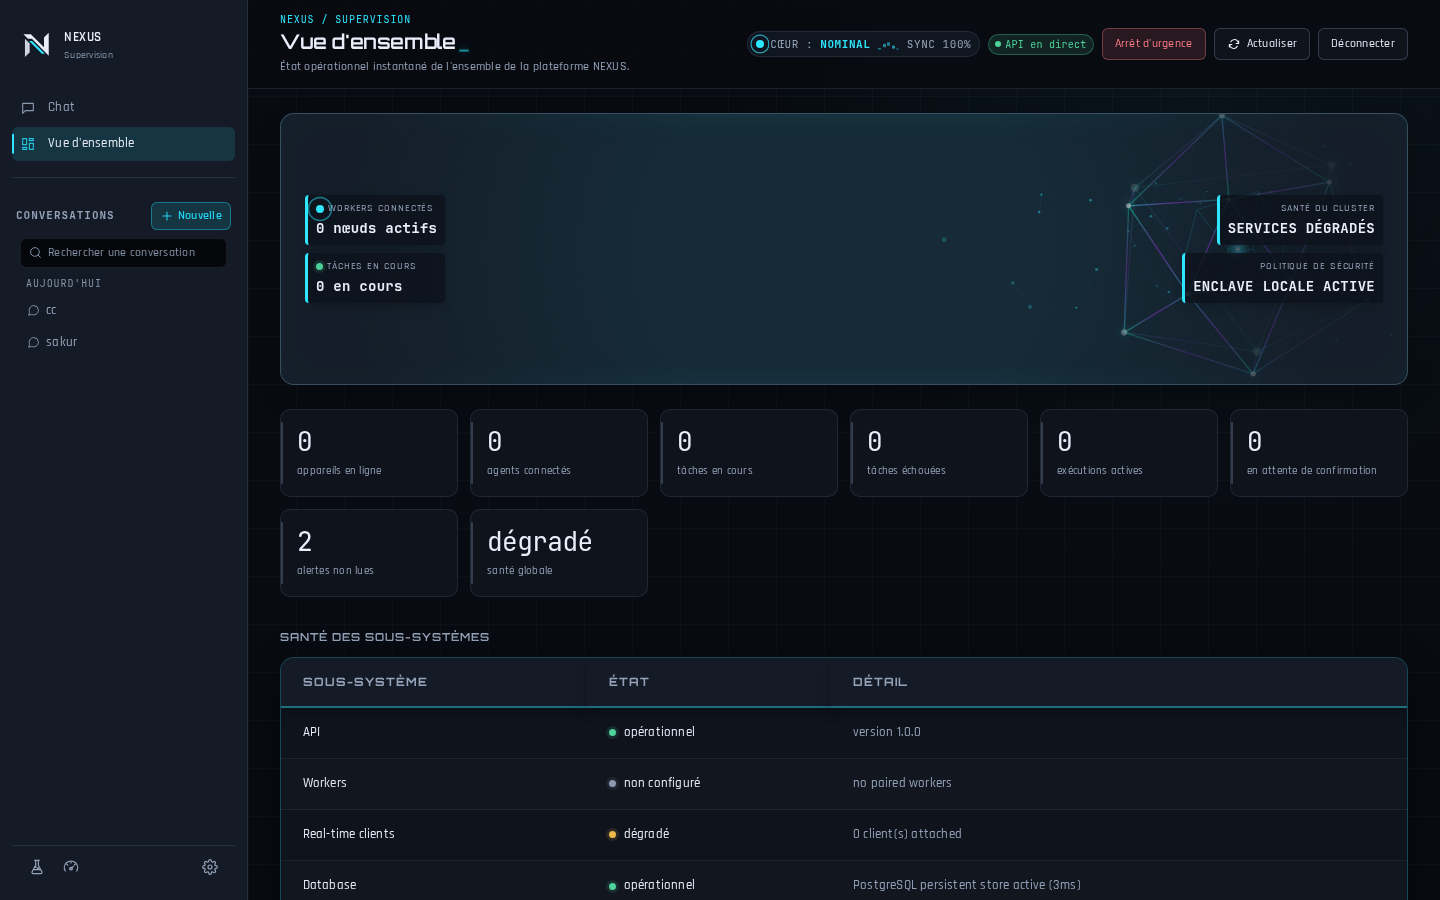 NEXUS
Supervision
Chat
Vue d'ensemble
CONVERSATIONS
Nouvelle
Rechercher une conversation
AUJOURD'HUI
cc
sakur
NEXUS / SUPERVISION
Vue d'ensemble_
État opérationnel instantané de l'ensemble de la plateforme NEXUS.
CŒUR : NOMINAL SYNC 100%
API en direct
Arrêt d'urgence
Actualiser
Déconnecter
WORKERS CONNECTÉS
0 nœuds actifs
TÂCHES EN COURS
0 en cours
SANTÉ DU CLUSTER
SERVICES DÉGRADÉS
POLITIQUE DE SÉCURITÉ
ENCLAVE LOCALE ACTIVE
0
appareils en ligne
0
agents connectés
0
tâches en cours
0
tâches échouées
0
exécutions actives
0
en attente de confirmation
2
alertes non lues
dégradé
santé globale
SANTÉ DES SOUS-SYSTÈMES
SOUS-SYSTÈME ÉTAT DÉTAIL
API opérationnel version 1.0.0
Workers non configuré no paired workers
Real-time clients dégradé 0 client(s) attached
Database opérationnel PostgreSQL persistent store active (3ms)